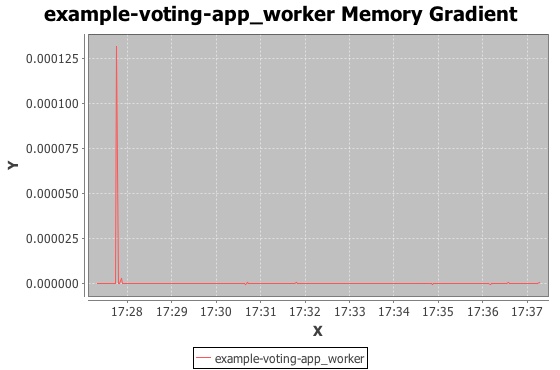 example-voting-app_worker Memory Gradient
Y
0.000125
0.000100
0.000075
0.000050
0.000025
0.000000
17:28 17:29 17:30 17:31 17:32 17:33 17:34 17:35 17:36 17:37
X
example-voting-app_worker